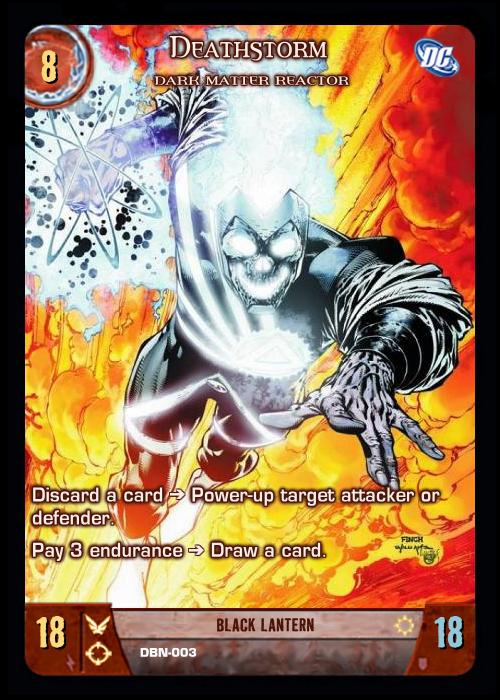 8
Deathstorm
DC
Dark Matter Reactor
Discard a card → Power-up target attacker or
defender.
Pay 3 endurance → Draw a card.
FINCH
18
BLACK LANTERN
18
DBN-003